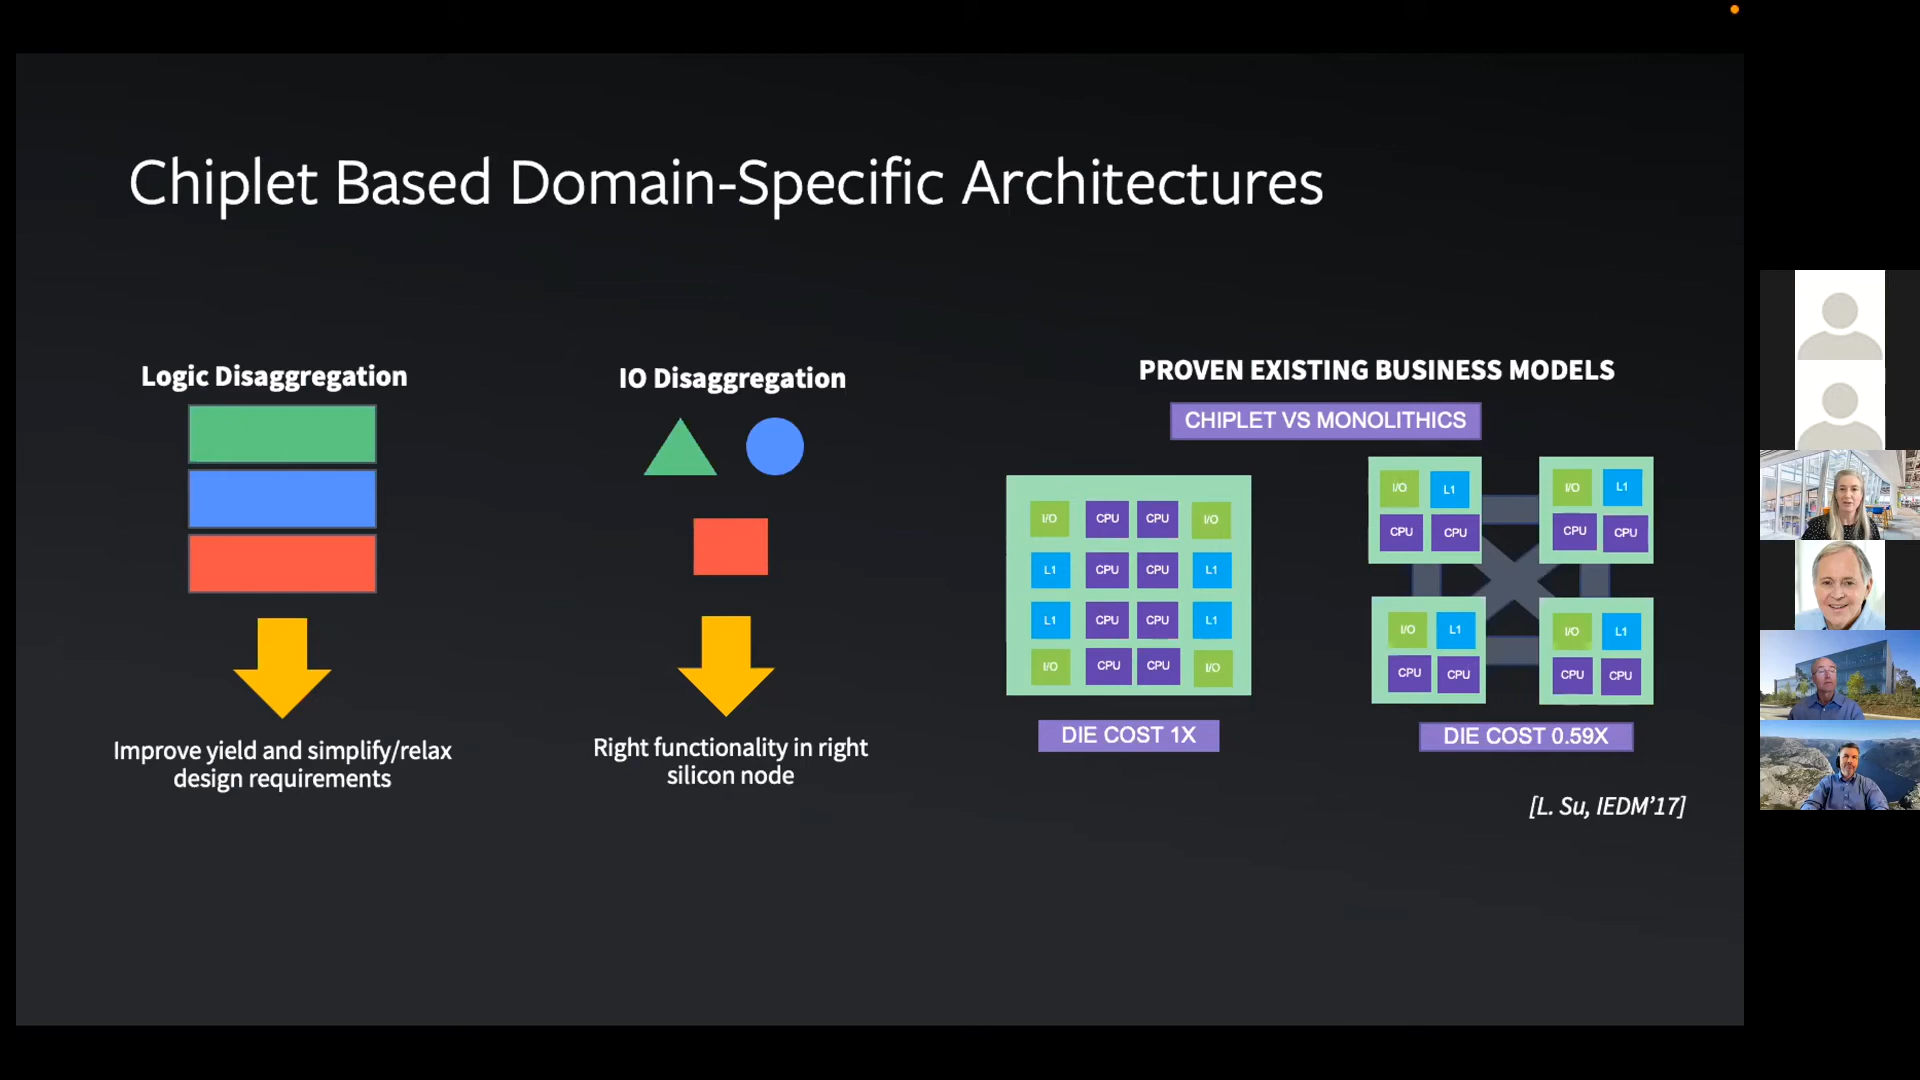 Chiplet Based Domain-Specific Architectures
Logic Disaggregation
Improve yield and simplify/relax
design requirements
IO Disaggregation
Right functionality in right
silicon node
PROVEN EXISTING BUSINESS MODELS
CHIPLET VS MONOLITHICS
I/O CPU CPU I/O
L1 CPU CPU L1
L1 CPU CPU L1
I/O CPU CPU I/O
DIE COST 1X
I/O L1
CPU CPU
I/O L1
CPU CPU
I/O L1
CPU CPU
I/O L1
CPU CPU
DIE COST 0.59X
[L. Su, IEDM’17]